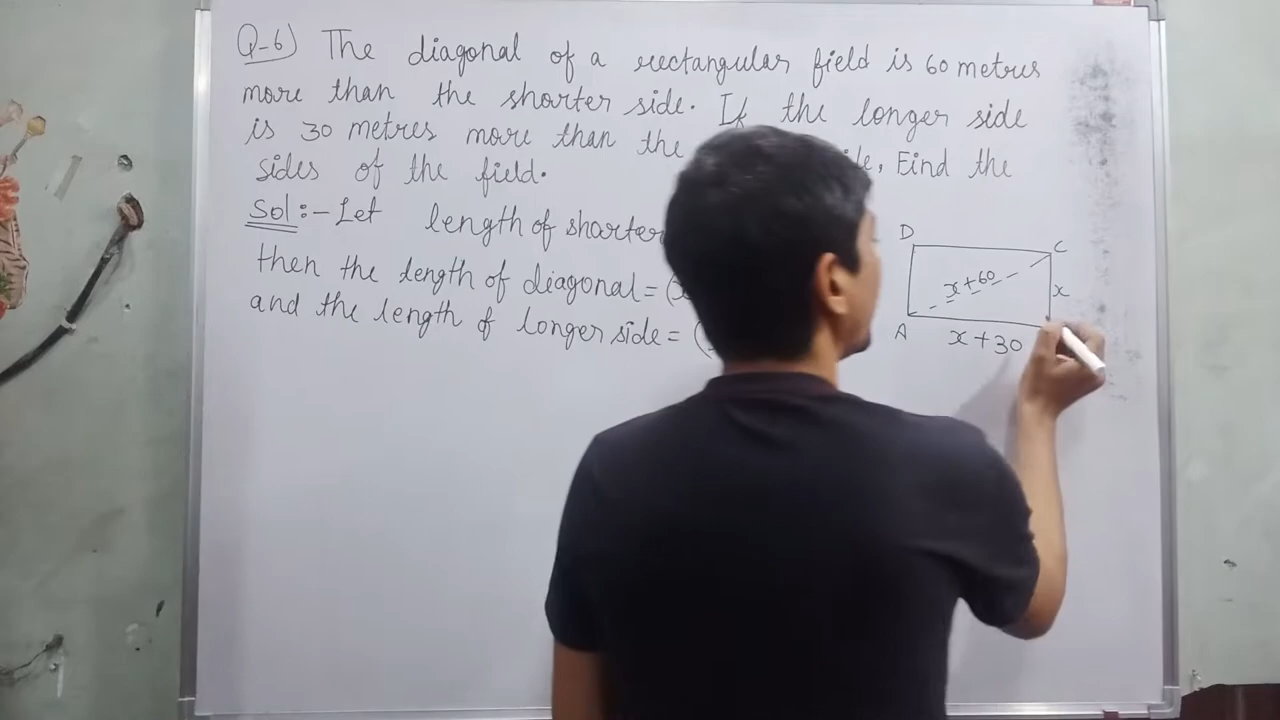 Q-6) The diagonal of a rectangular field is 60 metres
more than the shorter side. If the longer side
is 30 metres more than the
Find the
sides of the field.
Sol:- Let length of shorter
then the length of diagonal = (
and the length of longer side = (
D
C
x+60
x
A
x+30